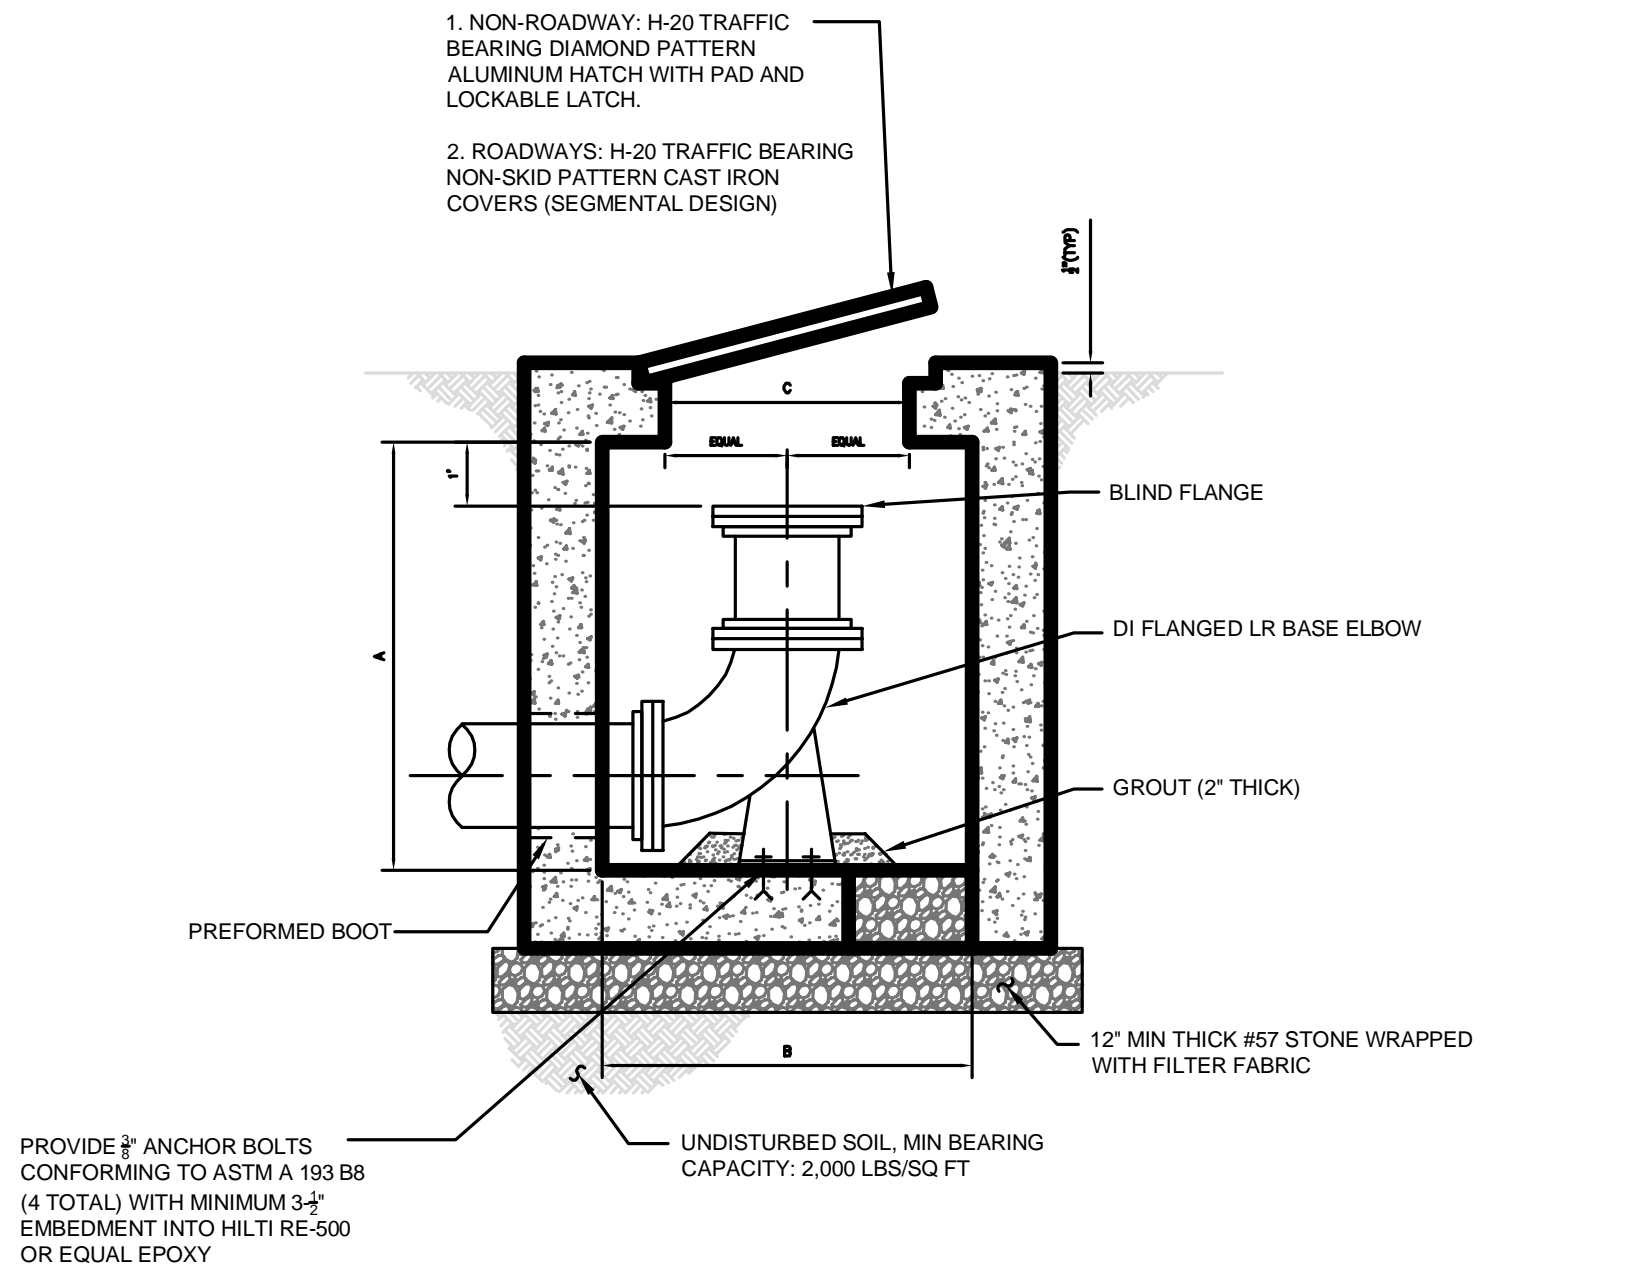 1. NON-ROADWAY: H-20 TRAFFIC
BEARING DIAMOND PATTERN
ALUMINUM HATCH WITH PAD AND
LOCKABLE LATCH.
2. ROADWAYS: H-20 TRAFFIC BEARING
NON-SKID PATTERN CAST IRON
COVERS (SEGMENTAL DESIGN)
½"(TYP)
C
EQUAL
EQUAL
1'
BLIND FLANGE
A
DI FLANGED LR BASE ELBOW
GROUT (2" THICK)
PREFORMED BOOT
12" MIN THICK #57 STONE WRAPPED
WITH FILTER FABRIC
B
PROVIDE ⅜" ANCHOR BOLTS
CONFORMING TO ASTM A 193 B8
(4 TOTAL) WITH MINIMUM 3-½"
EMBEDMENT INTO HILTI RE-500
OR EQUAL EPOXY
UNDISTURBED SOIL, MIN BEARING
CAPACITY: 2,000 LBS/SQ FT